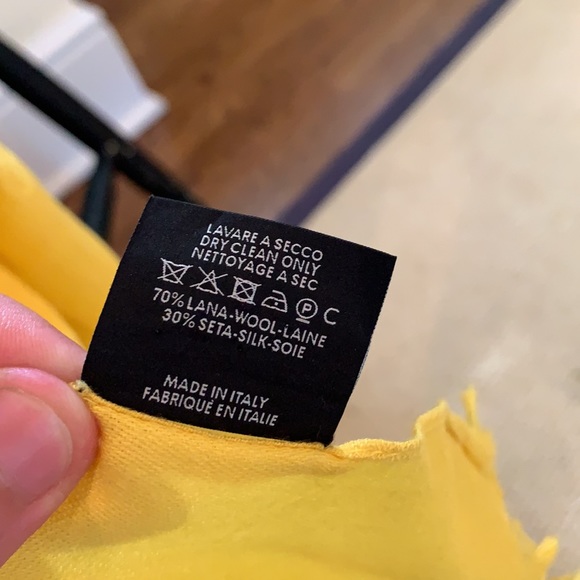 LAVARE A SECCO
DRY CLEAN ONLY
NETTOYAGE A SEC
P C
70% LANA-WOOL-LAINE
30% SETA-SILK-SOIE
MADE IN ITALY
FABRIQUÉ EN ITALIE